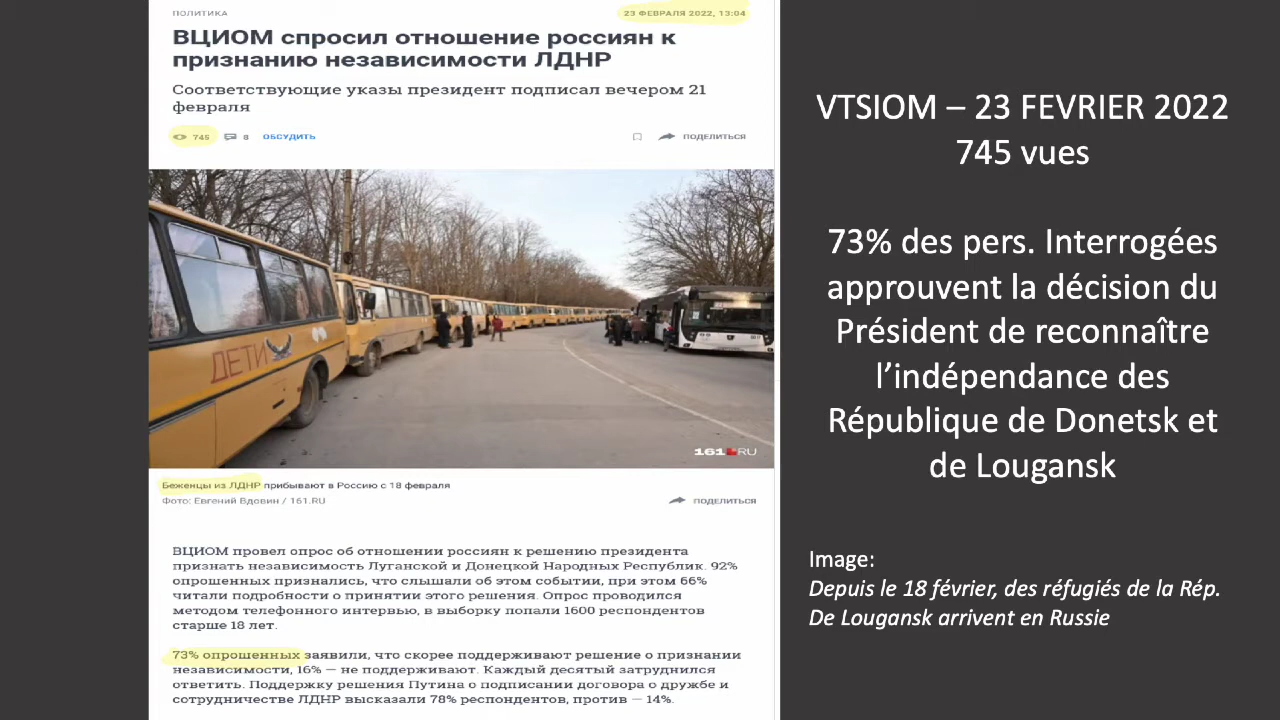 ПОЛИТИКА
23 ФЕВРАЛЯ 2022, 13:04
ВЦИОМ спросил отношение россиян к
признанию независимости ЛДНР
Соответствующие указы президент подписал вечером 21
февраля
745
8
ОБСУДИТЬ
ПОДЕЛИТЬСЯ
ДЕТИ
161.RU
Беженцы из ЛДНР прибывают в Россию с 18 февраля
Фото: Евгений Вдовин / 161.RU
ПОДЕЛИТЬСЯ
ВЦИОМ провел опрос об отношении россиян к решению президента
признать независимость Луганской и Донецкой Народных Республик. 92%
опрошенных признались, что слышали об этом событии, при этом 66%
читали подробности о принятии этого решения. Опрос проводился
методом телефонного интервью, в выборку попали 1600 респондентов
старше 18 лет.
73% опрошенных заявили, что скорее поддерживают решение о признании
независимости, 16% — не поддерживают. Каждый десятый затруднился
ответить. Поддержку решения Путина о подписании договора о дружбе и
сотрудничестве ЛДНР высказали 78% респондентов, против — 14%.
VTSIOM – 23 FEVRIER 2022
745 vues
73% des pers. Interrogées
approuvent la décision du
Président de reconnaître
l’indépendance des
République de Donetsk et
de Lougansk
Image:
Depuis le 18 février, des réfugiés de la Rép.
De Lougansk arrivent en Russie